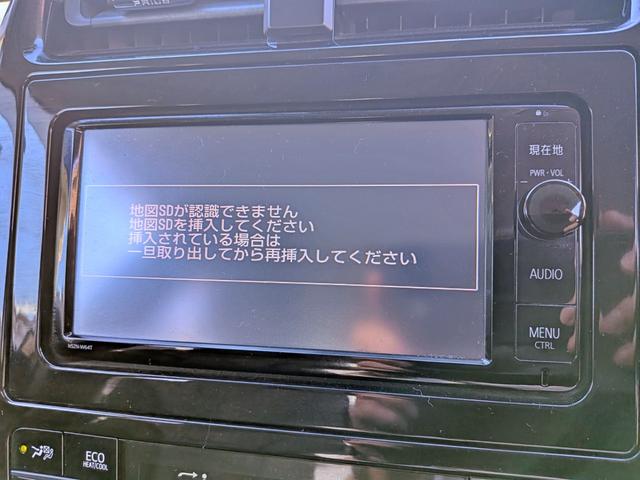 現在地
PWR・VOL
地図SDが認識できません
地図SDを挿入してください
挿入されている場合は
一旦取り出してから再挿入してください
AUDIO
MENU
CTRL
NSZN-W64T
ECO
HEAT/COOL